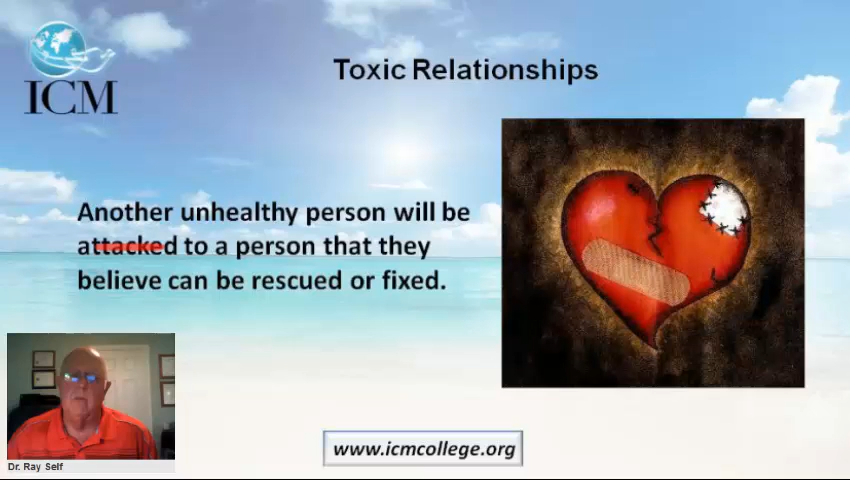 ICM
Toxic Relationships
Another unhealthy person will be
attacked to a person that they
believe can be rescued or fixed.
Dr. Ray Self
www.icmcollege.org